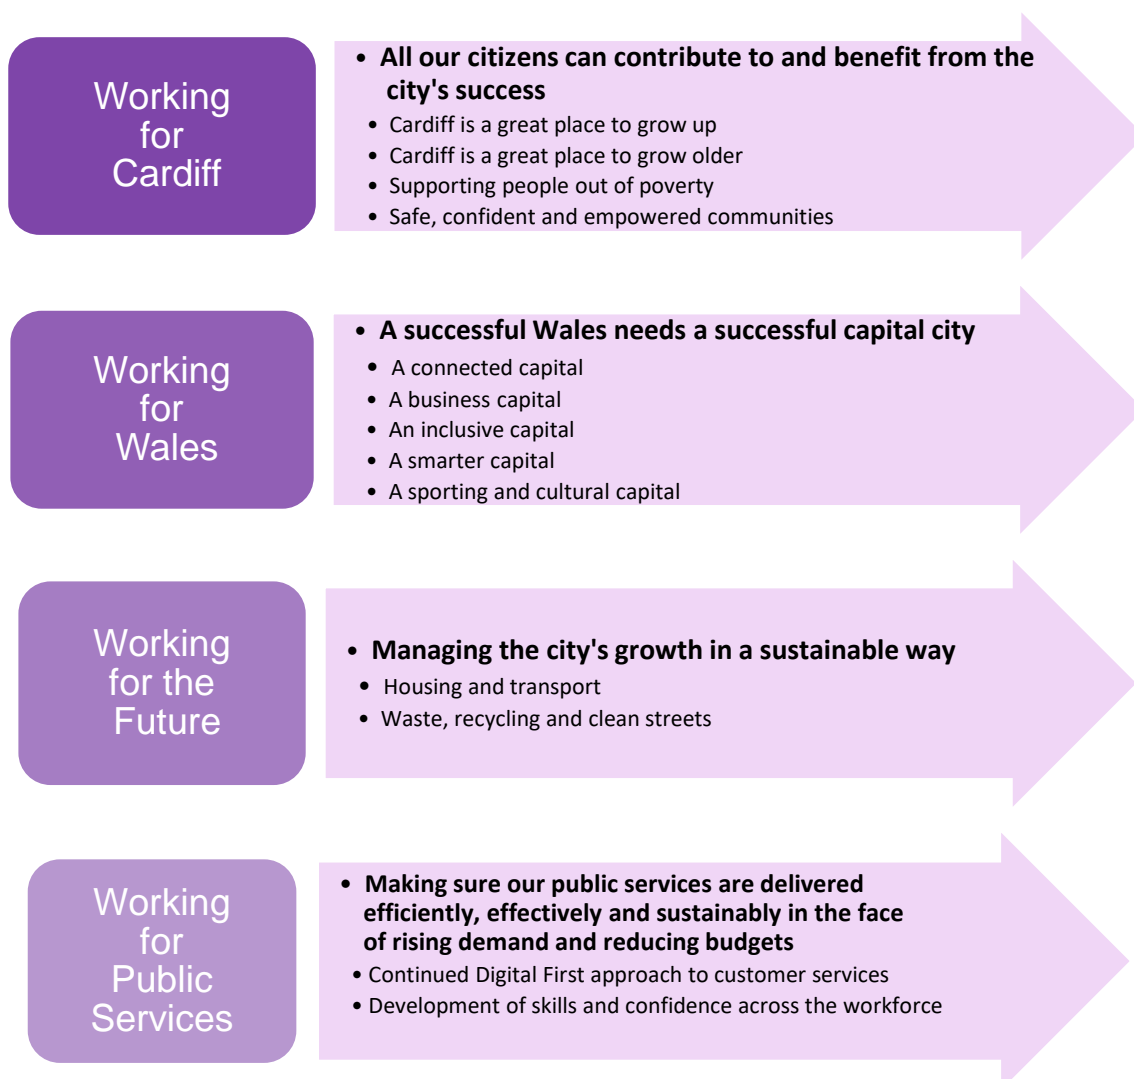 Working
for
Cardiff
• All our citizens can contribute to and benefit from the
city's success
• Cardiff is a great place to grow up
• Cardiff is a great place to grow older
• Supporting people out of poverty
• Safe, confident and empowered communities
Working
for
Wales
• A successful Wales needs a successful capital city
• A connected capital
• A business capital
• An inclusive capital
• A smarter capital
• A sporting and cultural capital
Working
for the
Future
• Managing the city's growth in a sustainable way
• Housing and transport
• Waste, recycling and clean streets
Working
for
Public
Services
• Making sure our public services are delivered
efficiently, effectively and sustainably in the face
of rising demand and reducing budgets
• Continued Digital First approach to customer services
• Development of skills and confidence across the workforce